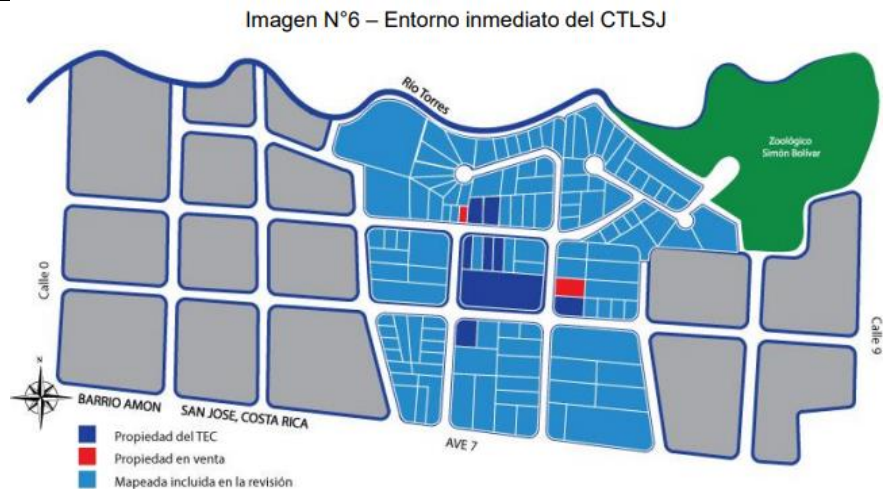 Imagen N°6 – Entorno inmediato del CTLSJ
Río Torres
Zoológico
Simón Bolívar
Calle 0
Calle 9
N
BARRIO AMON
SAN JOSE, COSTA RICA
AVE 7
Propiedad del TEC
Propiedad en venta
Mapeada incluida en la revisión